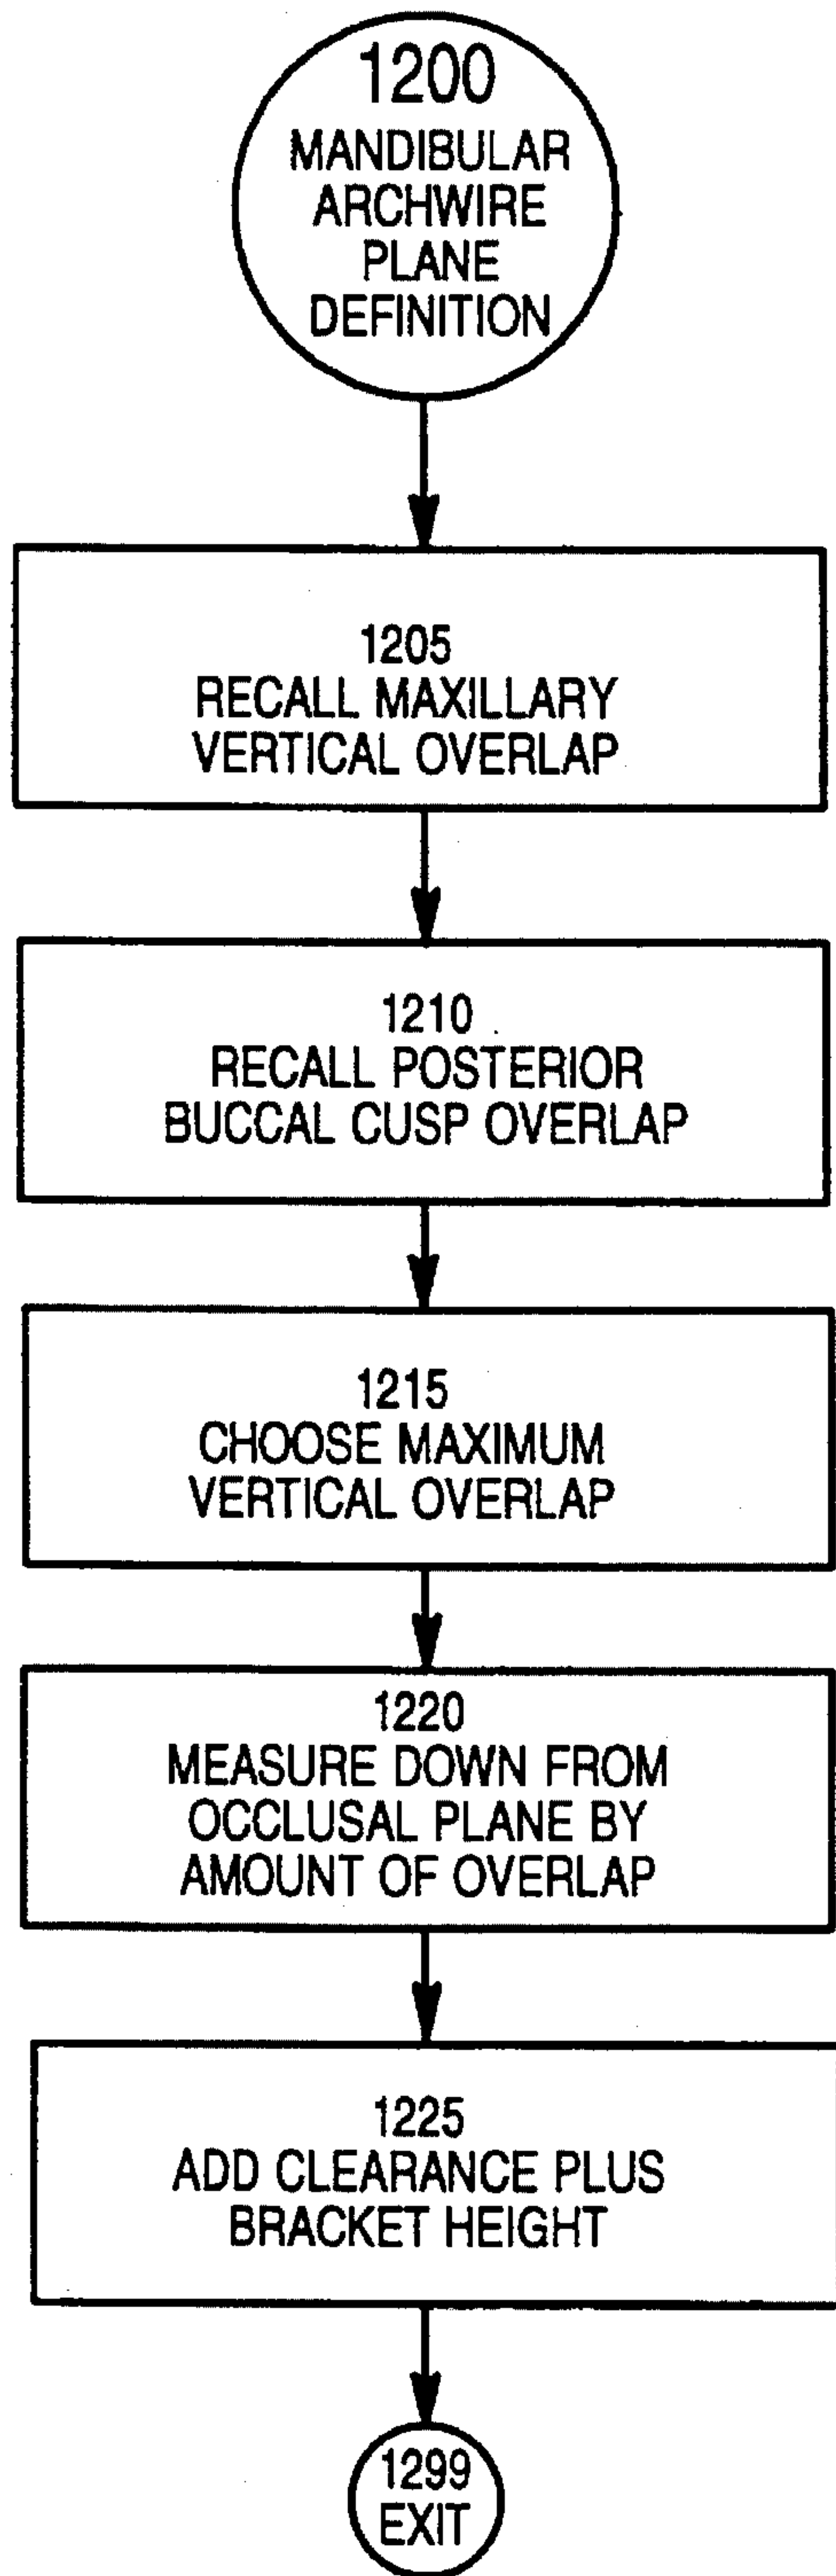 1200
MANDIBULAR
ARCHWIRE
PLANE
DEFINITION
1205
RECALL MAXILLARY
VERTICAL OVERLAP
1210
RECALL POSTERIOR
BUCCAL CUSP OVERLAP
1215
CHOOSE MAXIMUM
VERTICAL OVERLAP
1220
MEASURE DOWN FROM
OCCLUSAL PLANE BY
AMOUNT OF OVERLAP
1225
ADD CLEARANCE PLUS
BRACKET HEIGHT
1299
EXIT